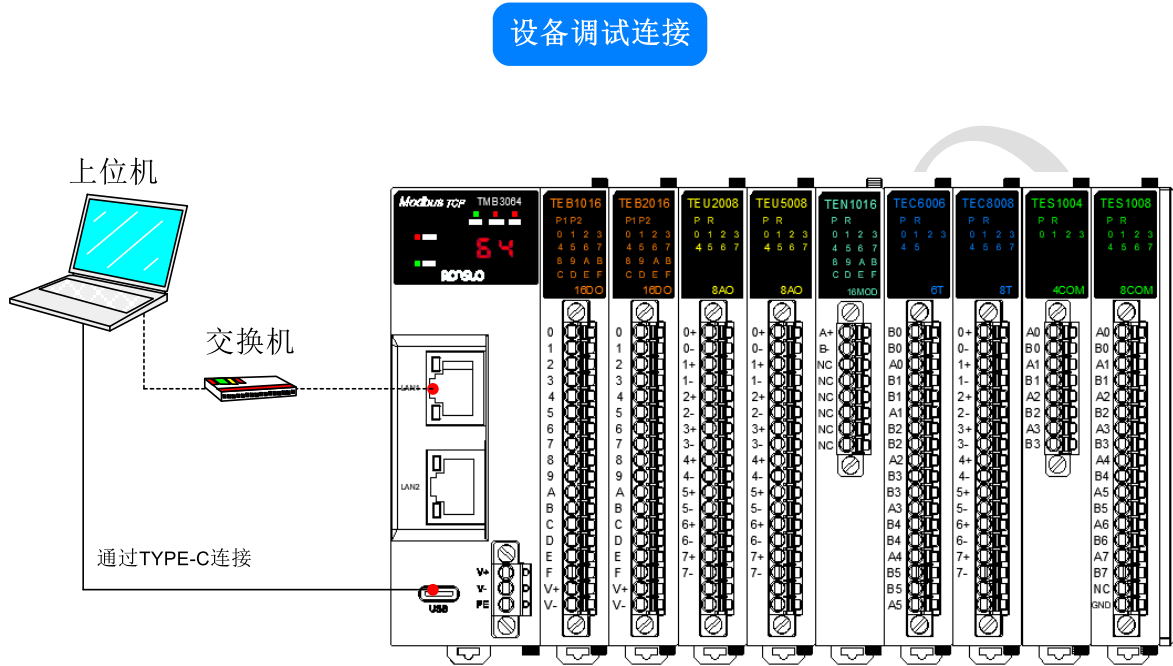 设备调试连接
上位机
交换机
通过TYPE-C连接
Modbus TCP
TMB3064
64
LAN1
LAN2
V+
V-
PE
USB
TEB1016
P1P2
0 1 2 3
4 5 6 7
8 9 A B
C D E F
16DO
0
1
2
3
4
5
6
7
8
9
A
B
C
D
E
F
V+
V-
TEB2016
P1P2
0 1 2 3
4 5 6 7
8 9 A B
C D E F
16DO
0
1
2
3
4
5
6
7
8
9
A
B
C
D
E
F
V+
V-
TEU2008
P R
0 1 2 3
4 5 6 7
8AO
0+
0-
1+
1-
2+
2-
3+
3-
4+
4-
5+
5-
6+
6-
7+
7-
TEU5008
P R
0 1 2 3
4 5 6 7
8AO
0+
0-
1+
1-
2+
2-
3+
3-
4+
4-
5+
5-
6+
6-
7+
7-
TEN1016
P R
0 1 2 3
4 5 6 7
8 9 A B
C D E F
16MOD
A+
B-
NC
NC
NC
NC
NC
NC
TEC6006
P R
0 1 2 3
4 5
6T
B0
B0
A0
B1
B1
A1
B2
B2
A2
B3
B3
A3
B4
B4
A4
B5
B5
A5
TEC8008
P R
0 1 2 3
4 5 6 7
8T
0+
0-
1+
1-
2+
2-
3+
3-
4+
4-
5+
5-
6+
6-
7+
7-
TES1004
P R
0 1 2 3
4COM
A0
B0
A1
B1
A2
B2
A3
B3
TES1008
P R
0 1 2 3
4 5 6 7
8COM
A0
B0
A1
B1
A2
B2
A3
B3
A4
B4
A5
B5
A6
B6
A7
B7
NC
GND